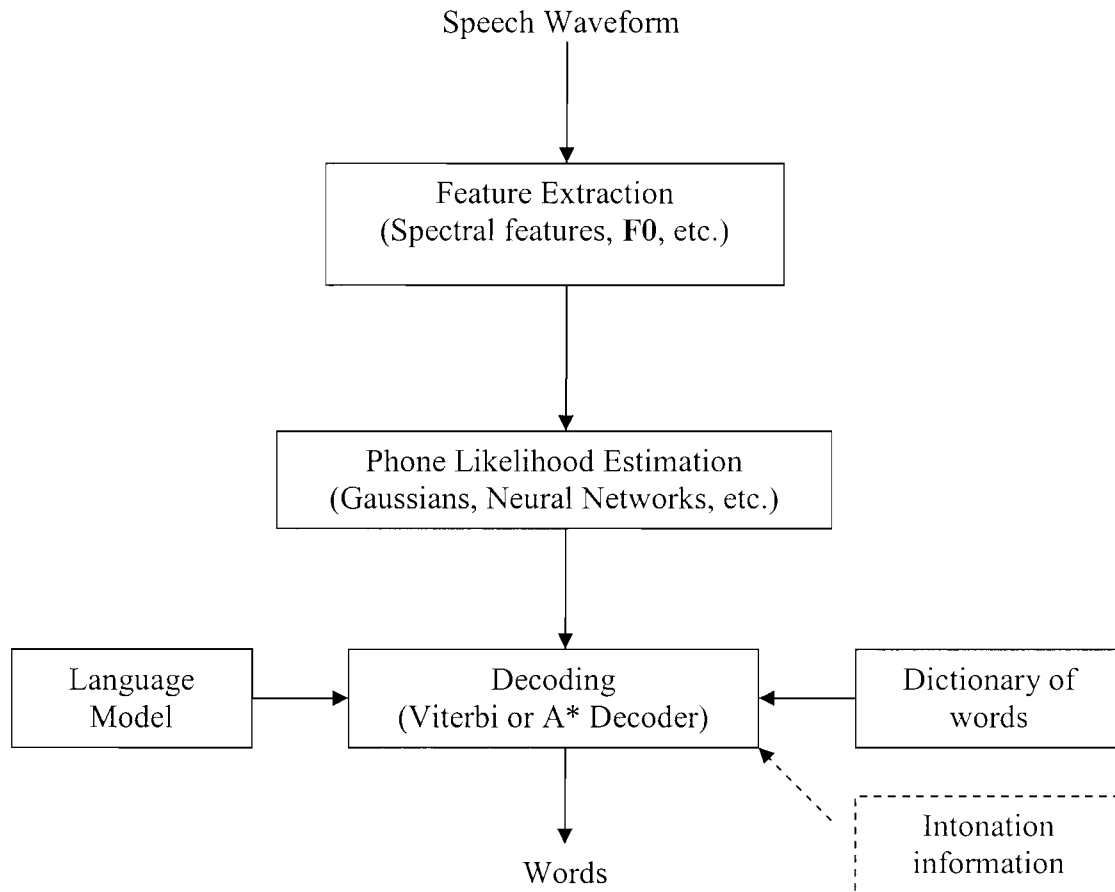 Speech Waveform
Feature Extraction
(Spectral features, F0, etc.)
Phone Likelihood Estimation
(Gaussians, Neural Networks, etc.)
Language
Model
Decoding
(Viterbi or A* Decoder)
Dictionary of
words
Intonation
information
Words